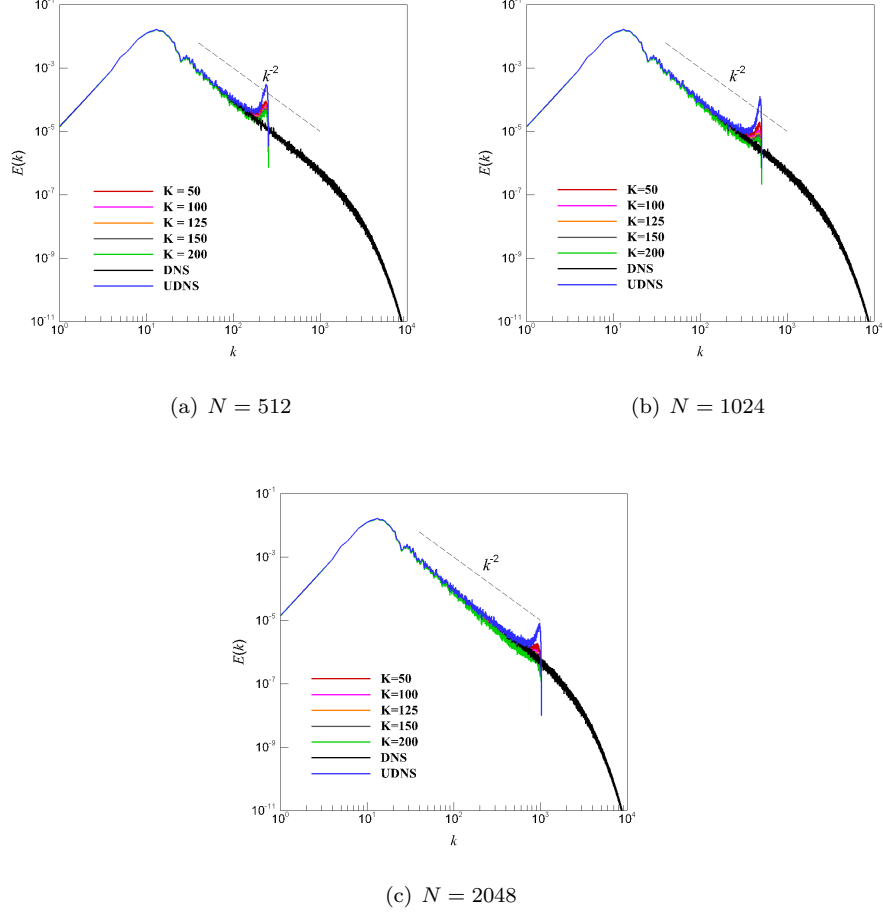 10^-1
10^-3
10^-5
10^-7
10^-9
10^-11
E(k)
k^-2
K = 50
K = 100
K = 125
K = 150
K = 200
DNS
UDNS
10^0 10^1 10^2 10^3 10^4
k
(a) N = 512
10^-1
10^-3
10^-5
10^-7
10^-9
10^-11
E(k)
k^-2
K=50
K=100
K=125
K=150
K=200
DNS
UDNS
10^0 10^1 10^2 10^3 10^4
k
(b) N = 1024
10^-1
10^-3
10^-5
10^-7
10^-9
10^-11
E(k)
k^-2
K=50
K=100
K=125
K=150
K=200
DNS
UDNS
10^0 10^1 10^2 10^3 10^4
k
(c) N = 2048